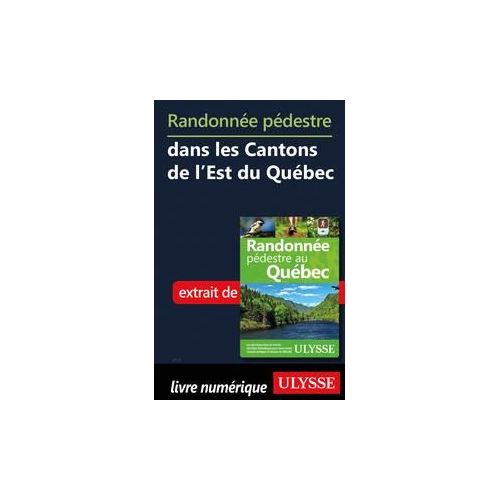 Randonnée pédestre
dans les Cantons
de l'Est du Québec
Randonnée
pédestre au
Québec
extrait de
ULYSSE
livre numérique
ULYSSE